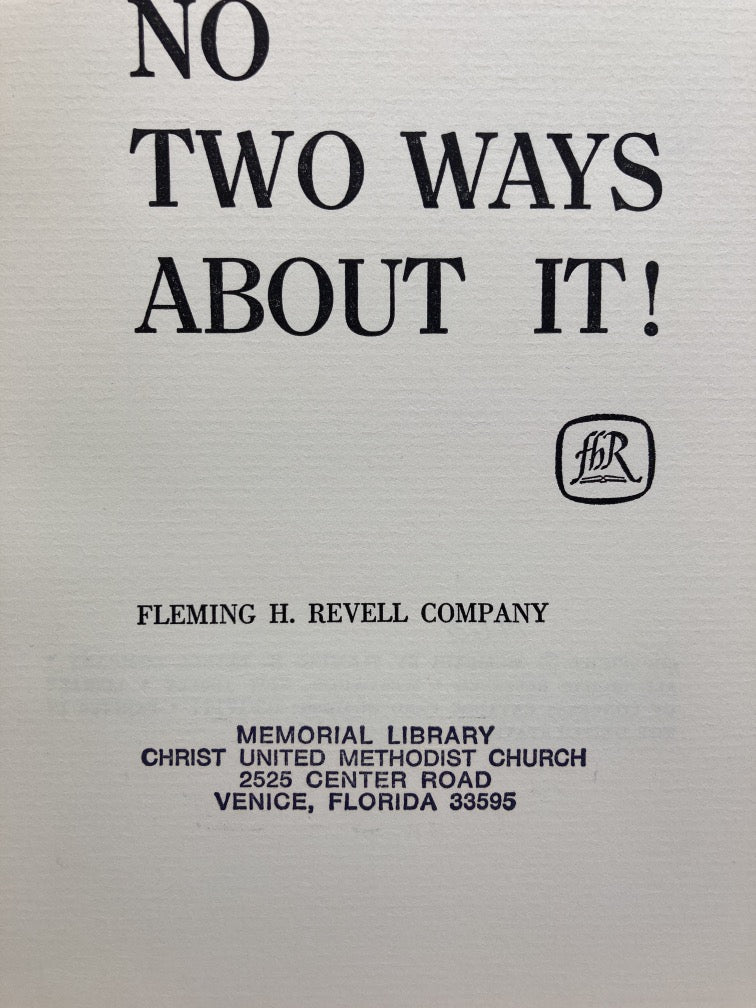 NO
TWO WAYS
ABOUT IT!
fhR
FLEMING H. REVELL COMPANY
MEMORIAL LIBRARY
CHRIST UNITED METHODIST CHURCH
2525 CENTER ROAD
VENICE, FLORIDA 33595